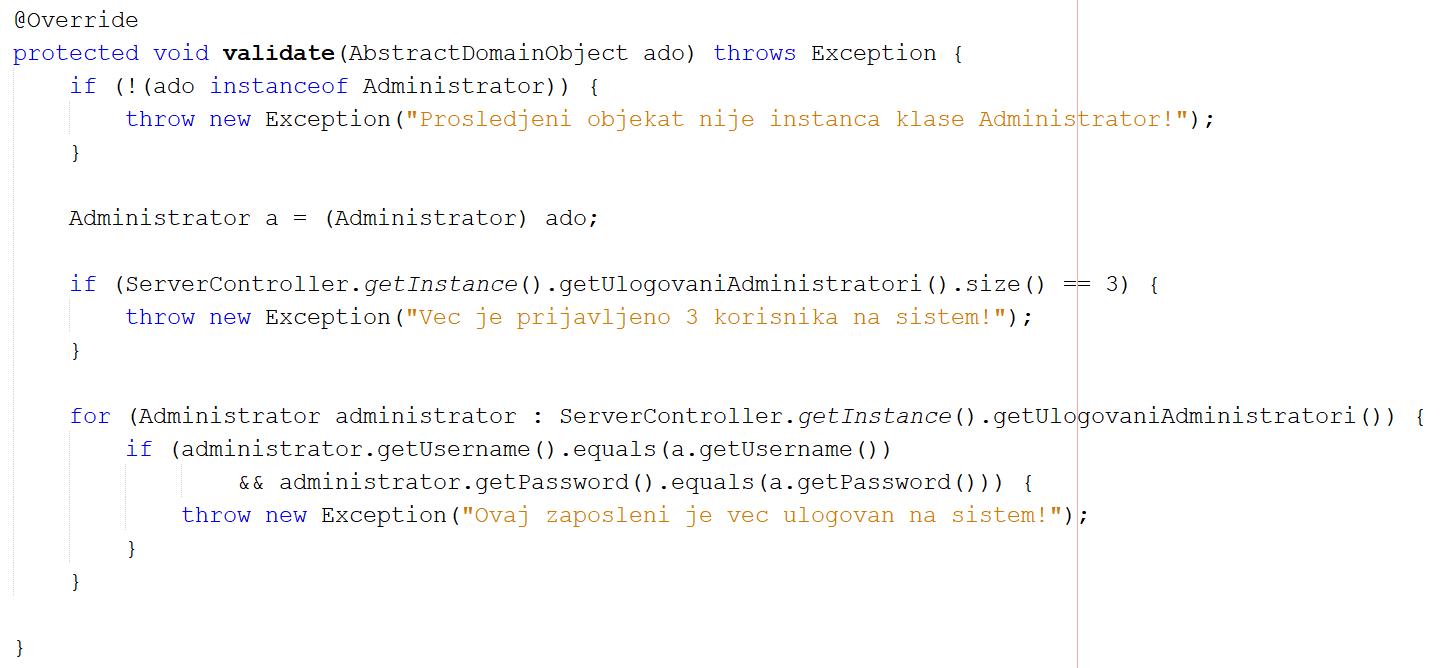 @Override
protected void validate(AbstractDomainObject ado) throws Exception {
if (!(ado instanceof Administrator)) {
throw new Exception("Prosledjeni objekat nije instanca klase Administrator!");
}
Administrator a = (Administrator) ado;
if (ServerController.getInstance().getUlogovaniAdministratori().size() == 3) {
throw new Exception("Vec je prijavljeno 3 korisnika na sistem!");
}
for (Administrator administrator : ServerController.getInstance().getUlogovaniAdministratori()) {
if (administrator.getUsername().equals(a.getUsername())
&& administrator.getPassword().equals(a.getPassword())) {
throw new Exception("Ovaj zaposleni je vec ulogovan na sistem!");
}
}
}